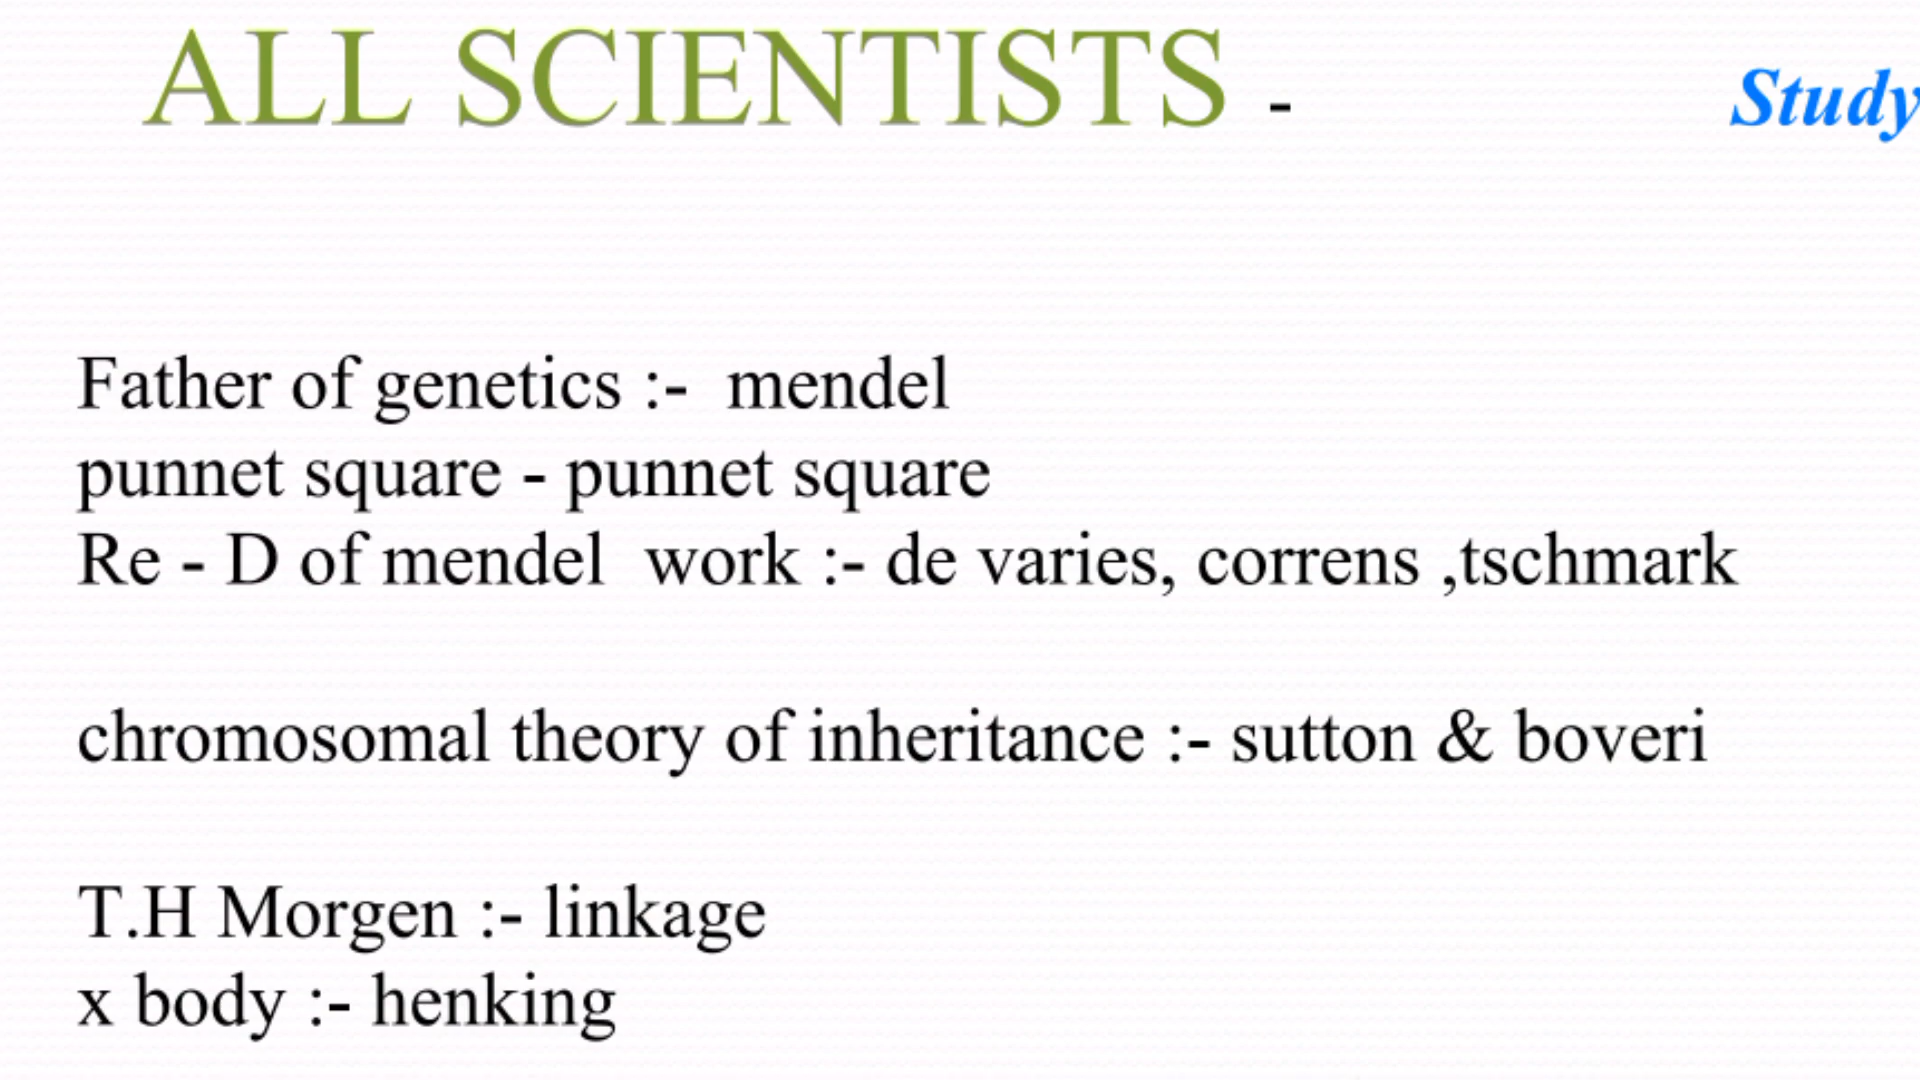 ALL SCIENTISTS -
Study
Father of genetics :- mendel
punnet square - punnet square
Re - D of mendel work :- de varies, correns ,tschmark
chromosomal theory of inheritance :- sutton & boveri
T.H Morgen :- linkage
x body :- henking